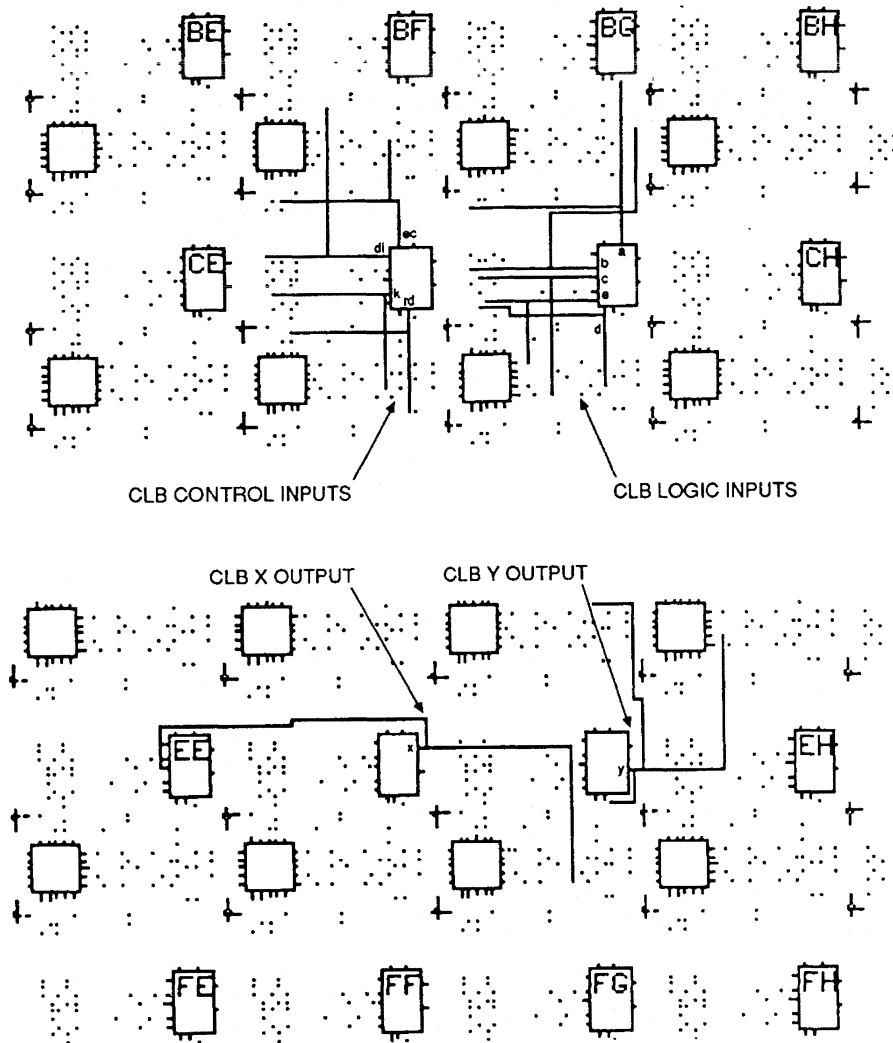 BE BF BG BH
ec
di
a
CE
b
CH
c
k
e
rd
d
CLB CONTROL INPUTS
CLB LOGIC INPUTS
CLB X OUTPUT
CLB Y OUTPUT
EE
x
y
EH
FE FF FG FH